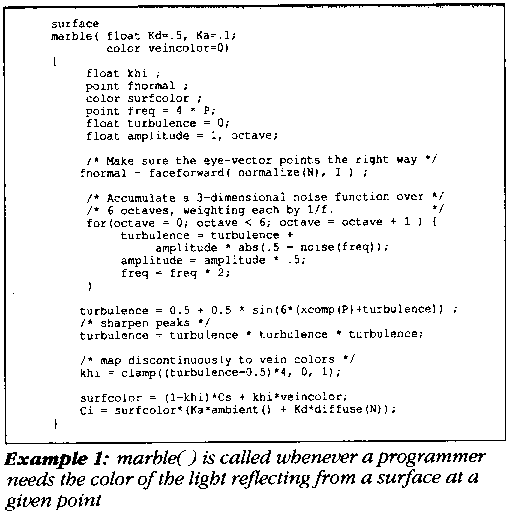 surface
marble( float Kd=.5, Ka=.1;
color veincolor=0)
{
float khi ;
point fnormal ;
color surfcolor ;
point freq = 4 * P;
float turbulence = 0;
float amplitude = 1, octave;
/* Make sure the eye-vector points the right way */
fnormal = faceforward( normalize(N), I ) ;
/* Accumulate a 3-dimensional noise function over */
/* 6 octaves, weighting each by 1/f. */
for(octave = 0; octave < 6; octave = octave + 1 ) {
turbulence = turbulence +
amplitude * abs(.5 - noise(freq));
amplitude = amplitude * .5;
freq = freq * 2;
}
turbulence = 0.5 + 0.5 * sin(6*(xcomp(P)+turbulence)) ;
/* sharpen peaks */
turbulence = turbulence * turbulence * turbulence;
/* map discontinuously to vein colors */
khi = clamp((turbulence-0.5)*4, 0, 1);
surfcolor = (1-khi)*Cs + khi*veincolor;
Ci = surfcolor*(Ka*ambient() + Kd*diffuse(N));
}
Example 1: marble( ) is called whenever a programmer
needs the color of the light reflecting from a surface at a
given point